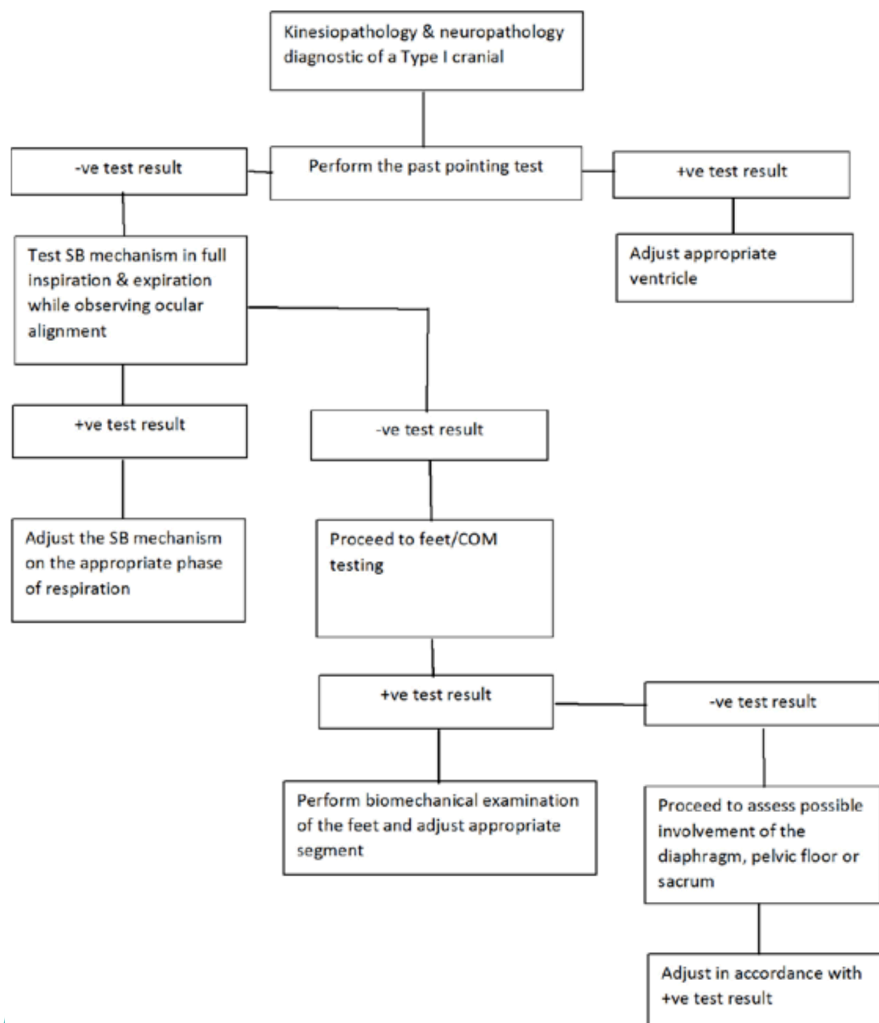 Kinesiopathology & neuropathology
diagnostic of a Type I cranial
-ve test result
Perform the past pointing test
+ve test result
Test SB mechanism in full
inspiration & expiration
while observing ocular
alignment
Adjust appropriate
ventricle
+ve test result
-ve test result
Adjust the SB mechanism
on the appropriate phase
of respiration
Proceed to feet/COM
testing
+ve test result
-ve test result
Perform biomechanical examination
of the feet and adjust appropriate
segment
Proceed to assess possible
involvement of the
diaphragm, pelvic floor or
sacrum
Adjust in accordance with
+ve test result